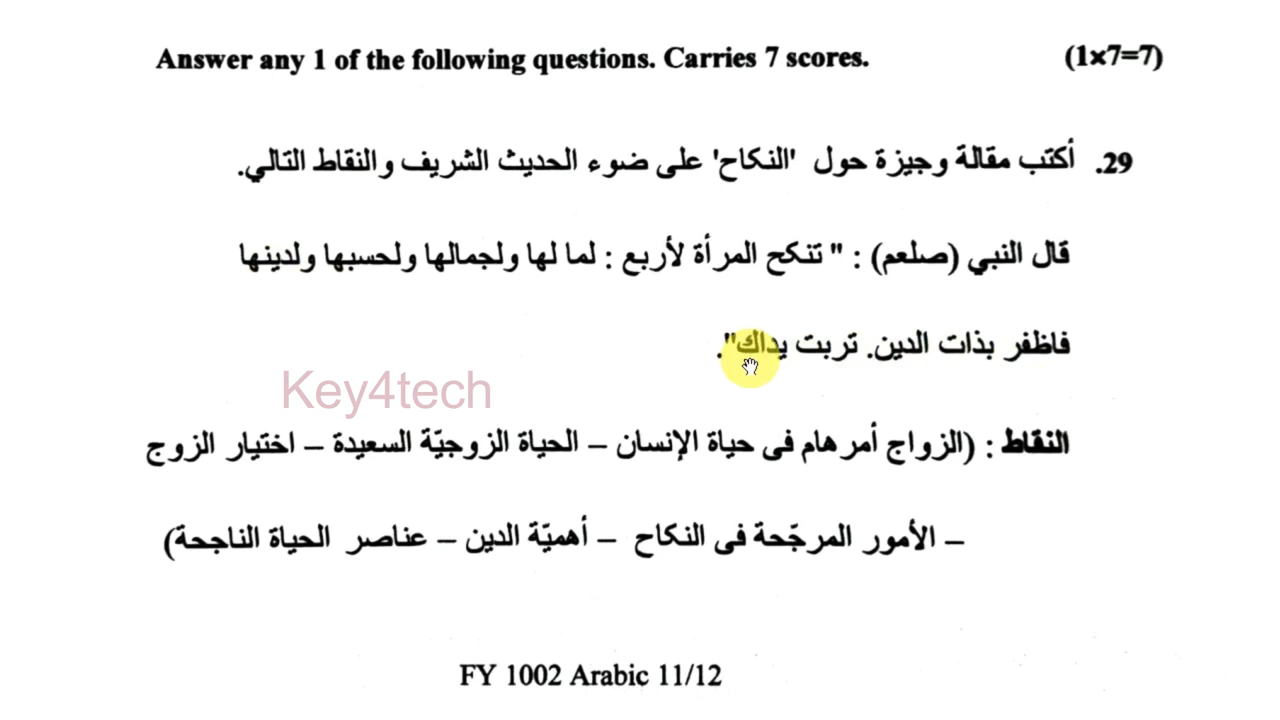 Answer any 1 of the following questions. Carries 7 scores. (1x7=7)
29. أكتب مقالة وجيزة حول 'النكاح' على ضوء الحديث الشريف والنقاط التالي.
قال النبي (صلعم) : " تنكح المرأة لأربع : لما لها ولجمالها ولحسبها ولدينها
فاظفر بذات الدين. تربت يداك".
Key4tech
النقاط : (الزواج أمرهام فى حياة الإنسان – الحياة الزوجيّة السعيدة – اختيار الزوج
– الأمور المرجّحة فى النكاح – أهميّة الدين – عناصر الحياة الناجحة)
FY 1002 Arabic 11/12